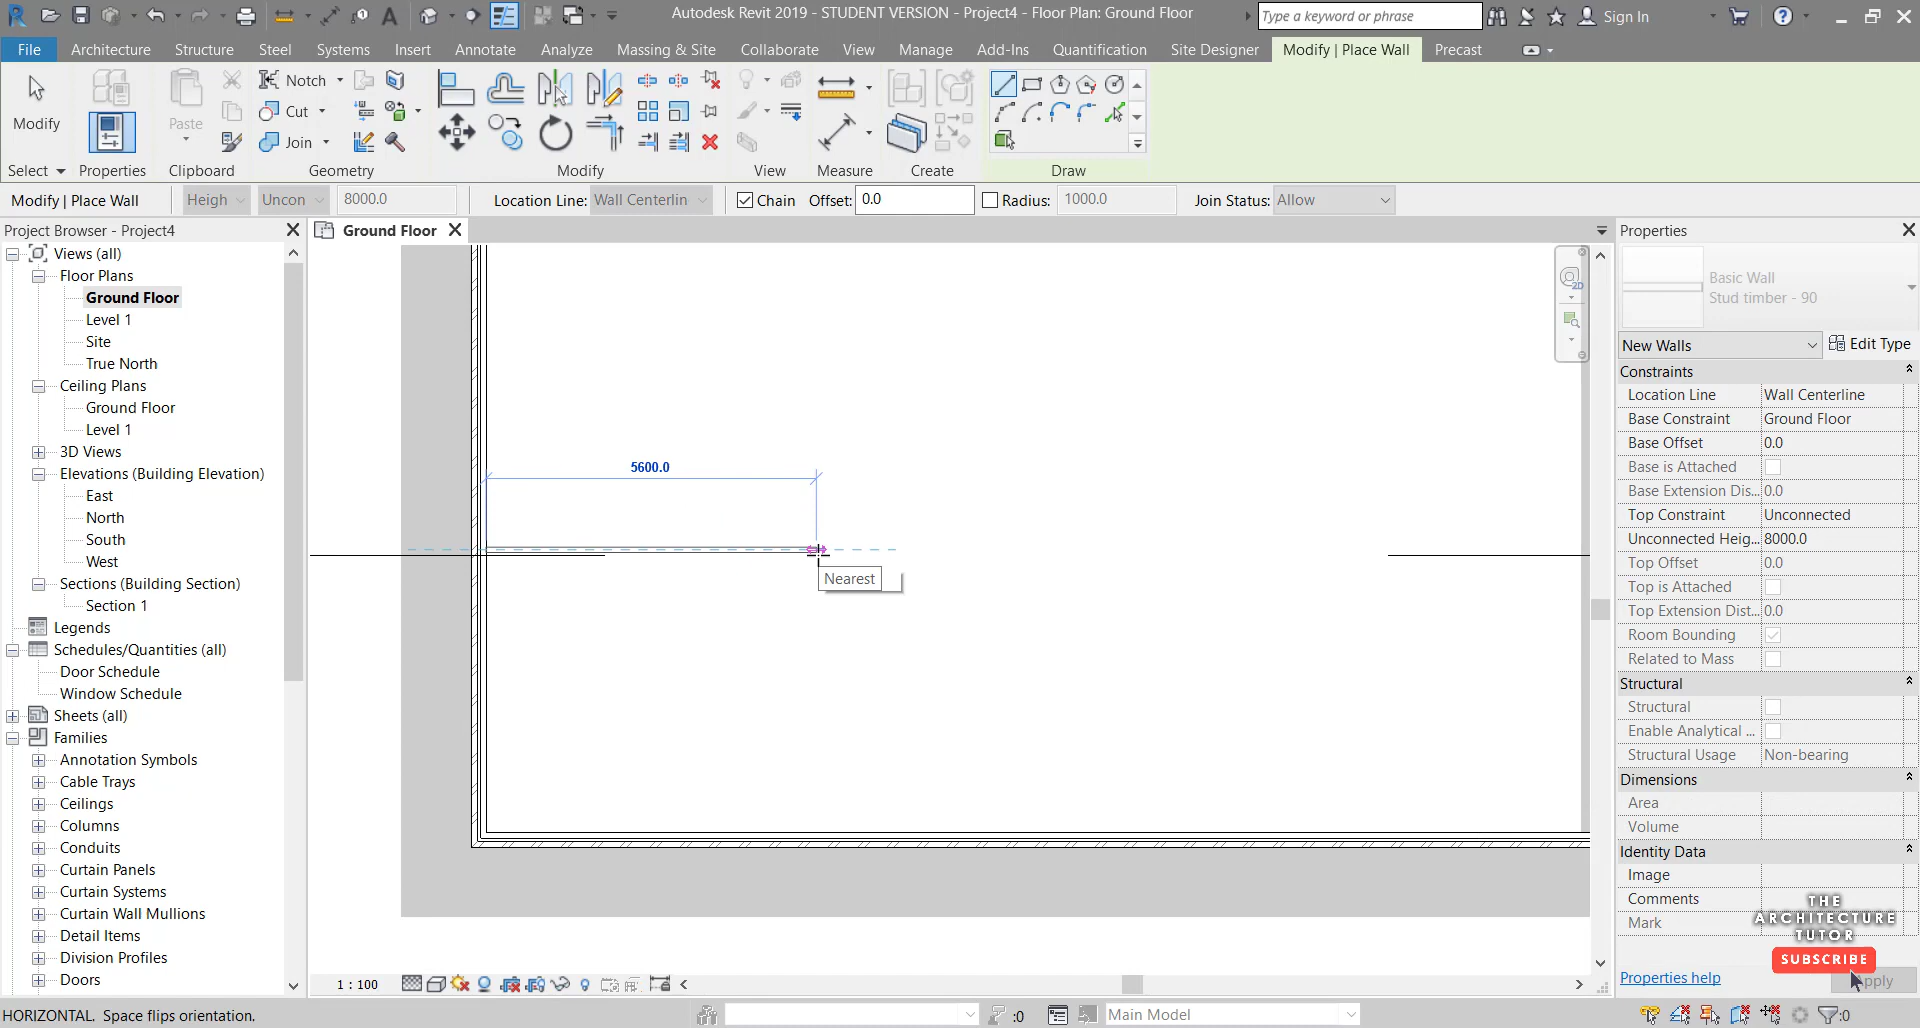 Autodesk Revit 2019 - STUDENT VERSION - Project4 - Floor Plan: Ground Floor
Type a keyword or phrase
Sign In
File
Architecture
Structure
Steel
Systems
Insert
Annotate
Analyze
Massing & Site
Collaborate
View
Manage
Add-Ins
Quantification
Site Designer
Modify | Place Wall
Precast
Modify
Paste
Notch
Cut
Join
Select
Properties
Clipboard
Geometry
Modify
View
Measure
Create
Draw
Modify | Place Wall
Heigh
Uncon
8000.0
Location Line:
Wall Centerlin
Chain
Offset:
0.0
Radius:
1000.0
Join Status:
Allow
Project Browser - Project4
Views (all)
Floor Plans
Ground Floor
Level 1
Site
True North
Ceiling Plans
Ground Floor
Level 1
3D Views
Elevations (Building Elevation)
East
North
South
West
Sections (Building Section)
Section 1
Legends
Schedules/Quantities (all)
Door Schedule
Window Schedule
Sheets (all)
Families
Annotation Symbols
Cable Trays
Ceilings
Columns
Conduits
Curtain Panels
Curtain Systems
Curtain Wall Mullions
Detail Items
Division Profiles
Doors
Ground Floor
2D
5600.0
Nearest
1 : 100
Properties
Basic Wall
Stud timber - 90
New Walls
Edit Type
Constraints
Location Line Wall Centerline
Base Constraint Ground Floor
Base Offset 0.0
Base is Attached
Base Extension Dis... 0.0
Top Constraint Unconnected
Unconnected Heig... 8000.0
Top Offset 0.0
Top is Attached
Top Extension Dist... 0.0
Room Bounding
Related to Mass
Structural
Structural
Enable Analytical ...
Structural Usage Non-bearing
Dimensions
Area
Volume
Identity Data
Image
Comments
Mark
THE
ARCHITECTURE
TUTOR
SUBSCRIBE
Properties help
HORIZONTAL. Space flips orientation.
:0
Main Model
:0